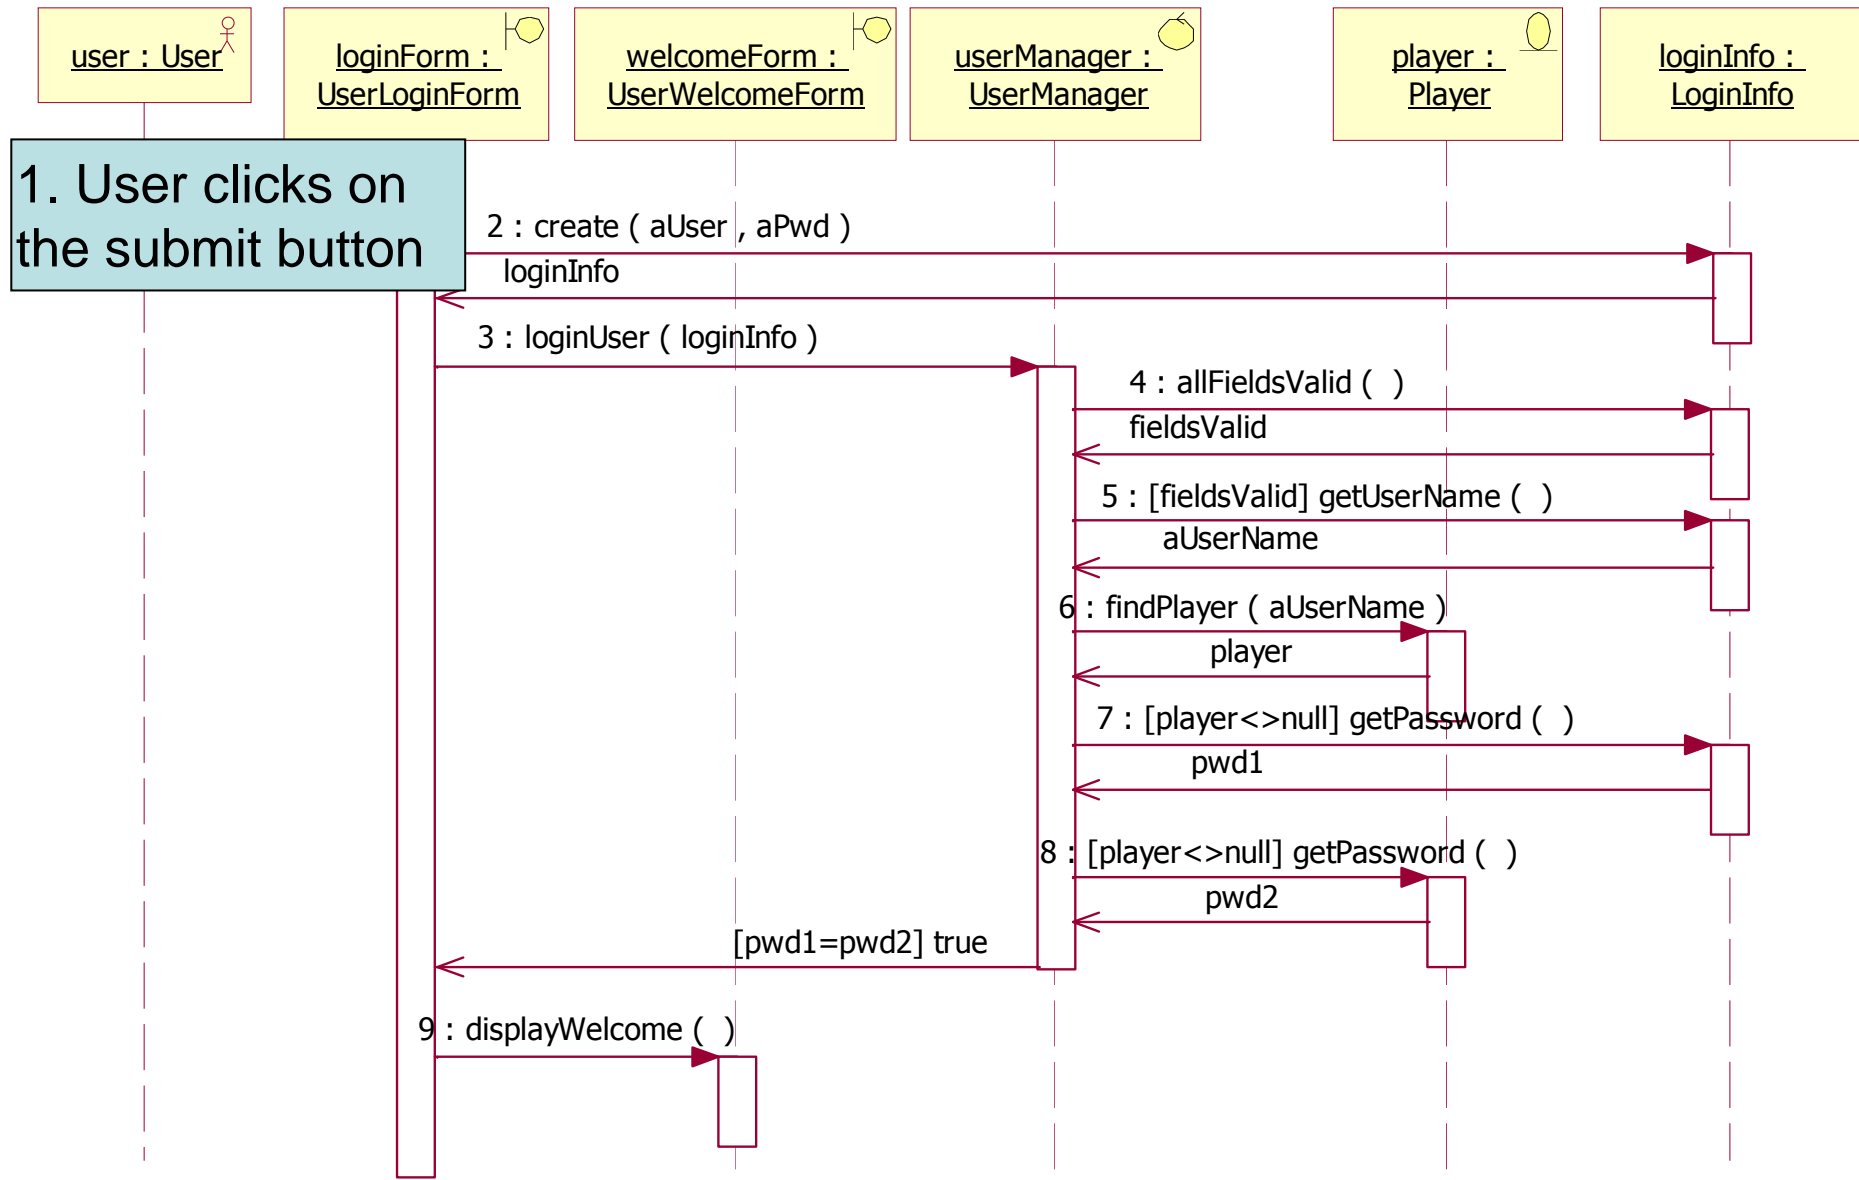 user : User
loginForm :
UserLoginForm
welcomeForm :
UserWelcomeForm
userManager :
UserManager
player :
Player
loginInfo :
LoginInfo
1. User clicks on
the submit button
2 : create ( aUser , aPwd )
loginInfo
3 : loginUser ( loginInfo )
4 : allFieldsValid (  )
fieldsValid
5 : [fieldsValid] getUserName (  )
aUserName
6 : findPlayer ( aUserName )
player
7 : [player<>null] getPassword (  )
pwd1
8 : [player<>null] getPassword (  )
pwd2
[pwd1=pwd2] true
9 : displayWelcome (  )